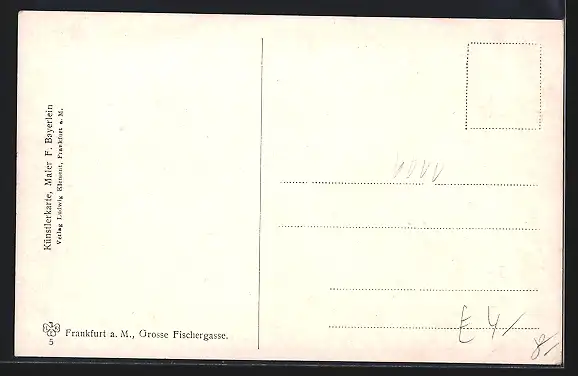 Künstlerkarte, Maler F. Bayerlein
Verlag Ludwig Klement, Frankfurt a. M.
Frankfurt a. M., Grosse Fischergasse.
5
E 4/-
8/-